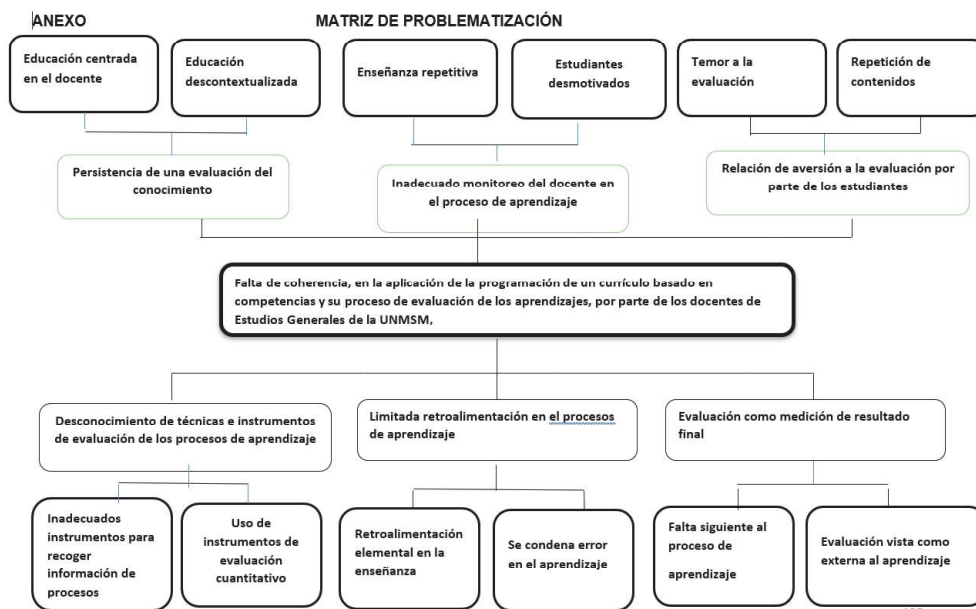 ANEXO
MATRIZ DE PROBLEMATIZACIÓN
Educación centrada
en el docente
Educación
descontextualizada
Enseñanza repetitiva
Estudiantes
desmotivados
Temor a la
evaluación
Repetición de
contenidos
Persistencia de una evaluación del
conocimiento
Inadecuado monitoreo del docente en
el proceso de aprendizaje
Relación de aversión a la evaluación por
parte de los estudiantes
Falta de coherencia, en la aplicación de la programación de un currículo basado en
competencias y su proceso de evaluación de los aprendizajes, por parte de los docentes de
Estudios Generales de la UNMSM,
Desconocimiento de técnicas e instrumentos
de evaluación de los procesos de aprendizaje
Limitada retroalimentación en el procesos
de aprendizaje
Evaluación como medición de resultado
final
Inadecuados
instrumentos para
recoger
información de
procesos
Uso de
instrumentos de
evaluación
cuantitativo
Retroalimentación
elemental en la
enseñanza
Se condena error
en el aprendizaje
Falta siguiente al
proceso de
aprendizaje
Evaluación vista como
externa al aprendizaje